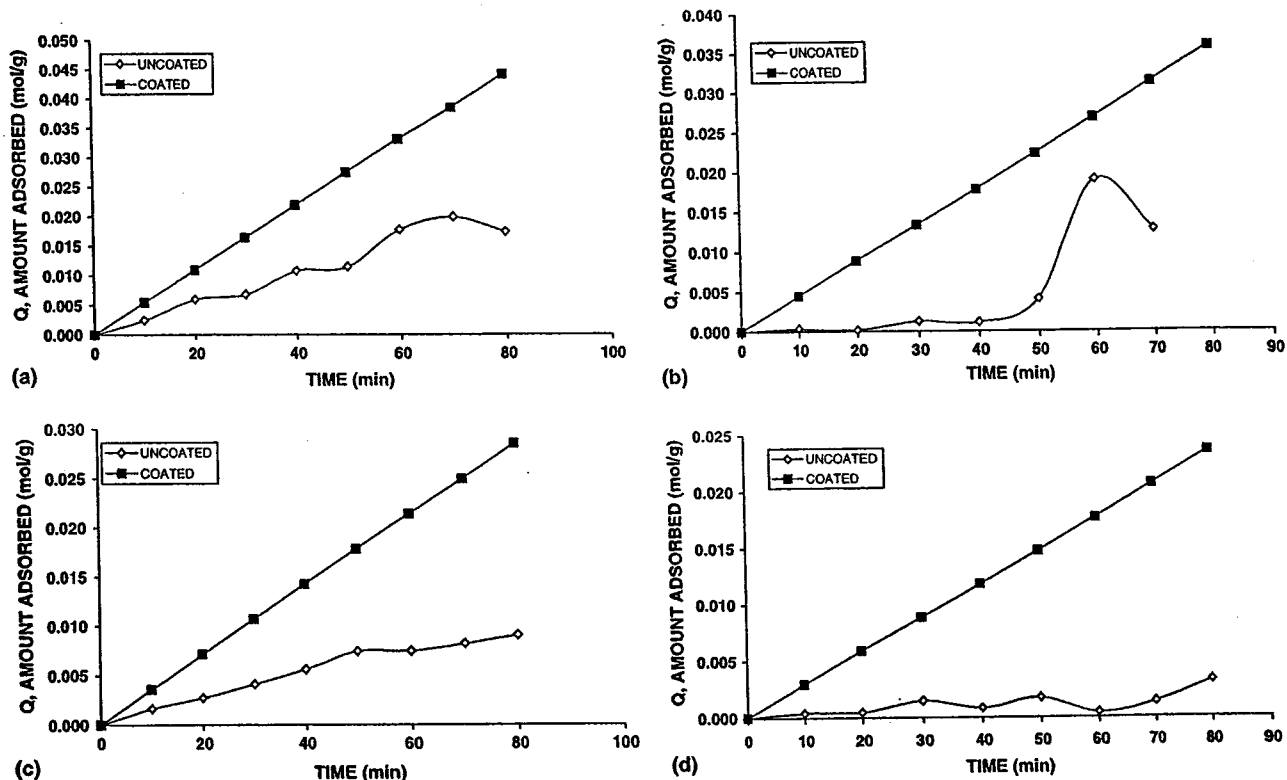 0.050
0.045
0.040
0.035
0.030
0.025
0.020
0.015
0.010
0.005
0.000
Q, AMOUNT ADSORBED (mol/g)
UNCOATED
COATED
0 20 40 60 80 100
TIME (min)
(a)
0.040
0.035
0.030
0.025
0.020
0.015
0.010
0.005
0.000
Q, AMOUNT ADSORBED (mol/g)
UNCOATED
COATED
0 10 20 30 40 50 60 70 80 90
TIME (min)
(b)
0.030
0.025
0.020
0.015
0.010
0.005
0.000
Q, AMOUNT ADSORBED (mol/g)
UNCOATED
COATED
0 20 40 60 80 100
TIME (min)
(c)
0.025
0.020
0.015
0.010
0.005
0.000
Q, AMOUNT ADSORBED (mol/g)
UNCOATED
COATED
0 10 20 30 40 50 60 70 80 90
TIME (min)
(d)